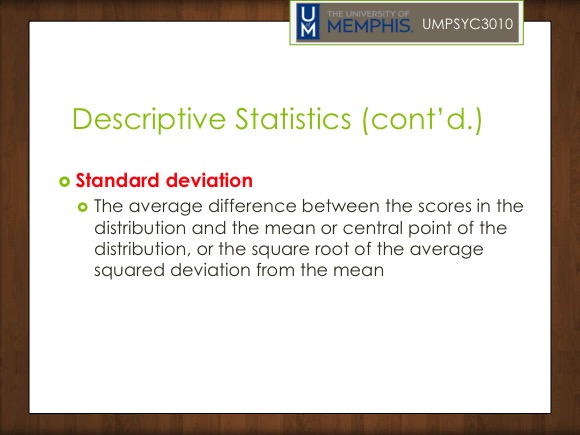 UM
THE UNIVERSITY OF
MEMPHIS.
UMPSYC3010
Descriptive Statistics (cont’d.)
Standard deviation
The average difference between the scores in the
distribution and the mean or central point of the
distribution, or the square root of the average
squared deviation from the mean